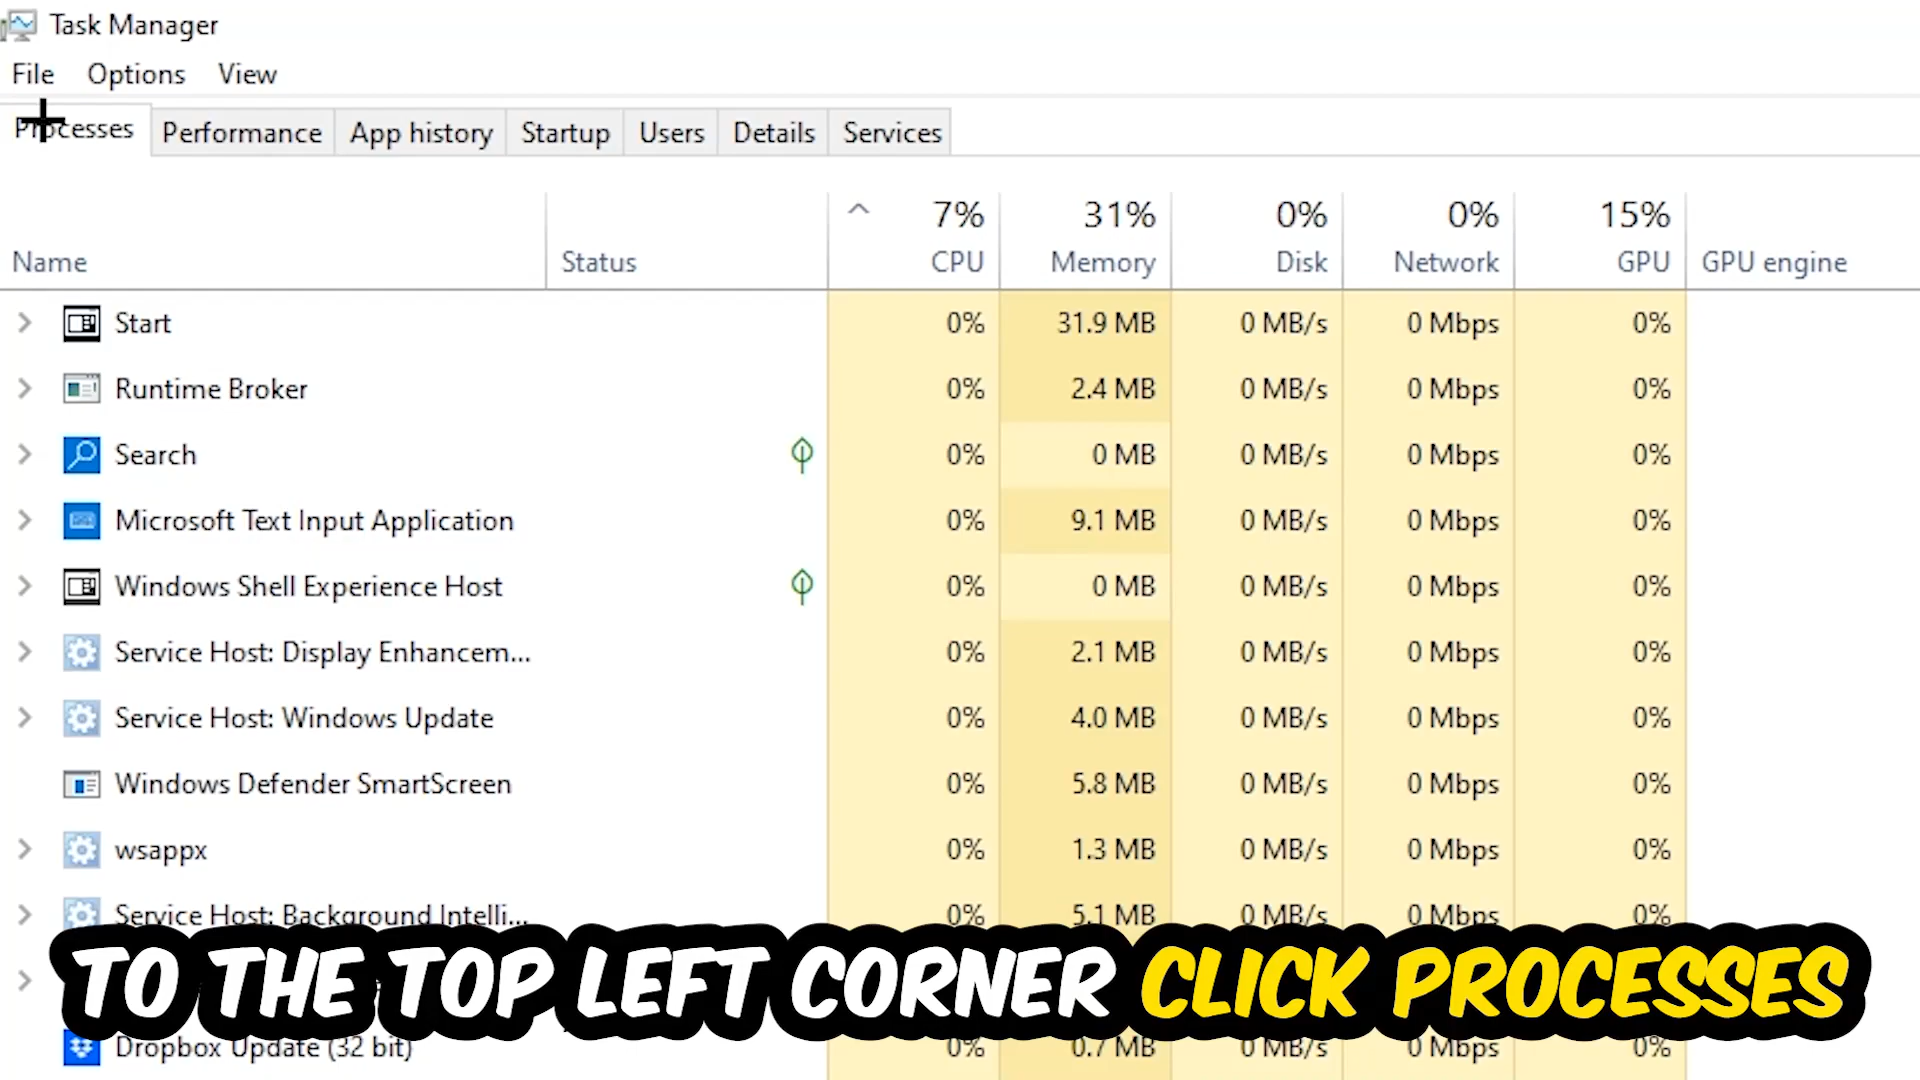 Task Manager
File Options View
Processes Performance App history Startup Users Details Services
7% 31% 0% 0% 15%
Name Status CPU Memory Disk Network GPU GPU engine
Start 0% 31.9 MB 0 MB/s 0 Mbps 0%
Runtime Broker 0% 2.4 MB 0 MB/s 0 Mbps 0%
Search 0% 0 MB 0 MB/s 0 Mbps 0%
Microsoft Text Input Application 0% 9.1 MB 0 MB/s 0 Mbps 0%
Windows Shell Experience Host 0% 0 MB 0 MB/s 0 Mbps 0%
Service Host: Display Enhancem... 0% 2.1 MB 0 MB/s 0 Mbps 0%
Service Host: Windows Update 0% 4.0 MB 0 MB/s 0 Mbps 0%
Windows Defender SmartScreen 0% 5.8 MB 0 MB/s 0 Mbps 0%
wsappx 0% 1.3 MB 0 MB/s 0 Mbps 0%
Service Host: Background Intelli... 0% 5.1 MB 0 MB/s 0 Mbps 0%
TO THE TOP LEFT CORNER CLICK PROCESSES
Dropbox Update (32 bit) 0% 0.7 MB 0 MB/s 0 Mbps 0%